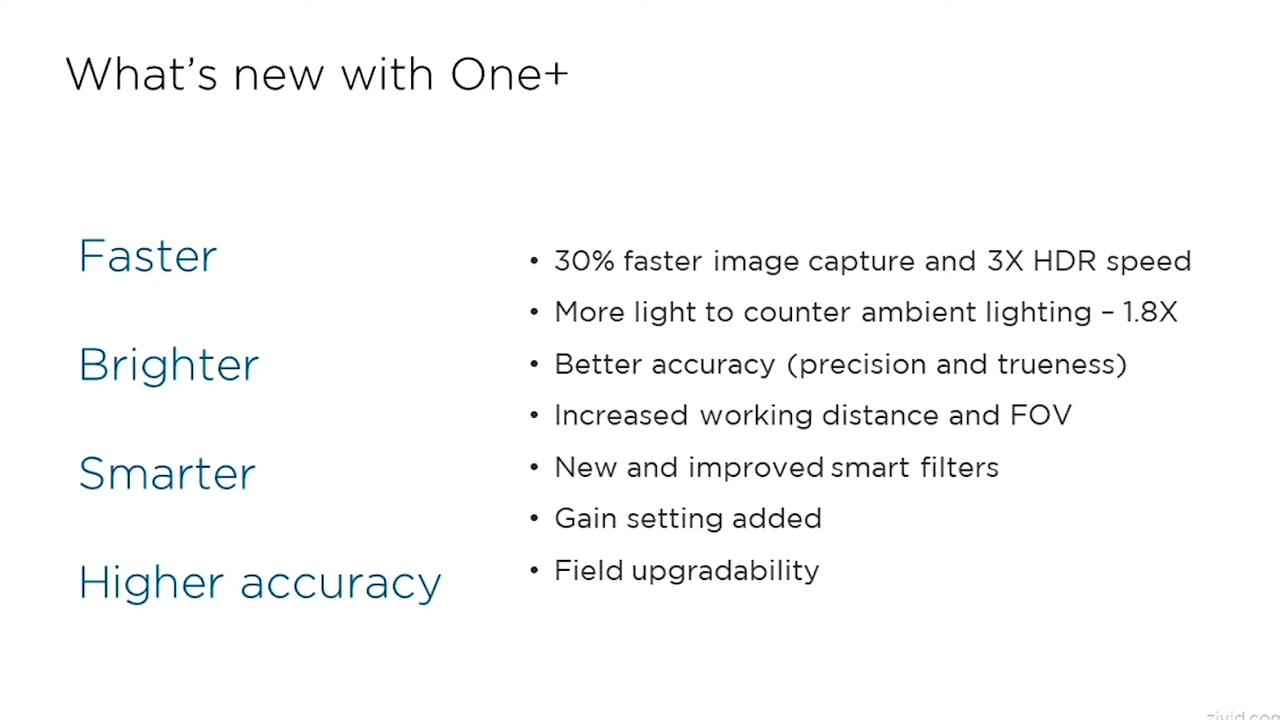 What's new with One+
Faster
Brighter
Smarter
Higher accuracy
• 30% faster image capture and 3X HDR speed
• More light to counter ambient lighting – 1.8X
• Better accuracy (precision and trueness)
• Increased working distance and FOV
• New and improved smart filters
• Gain setting added
• Field upgradability
zivid.com